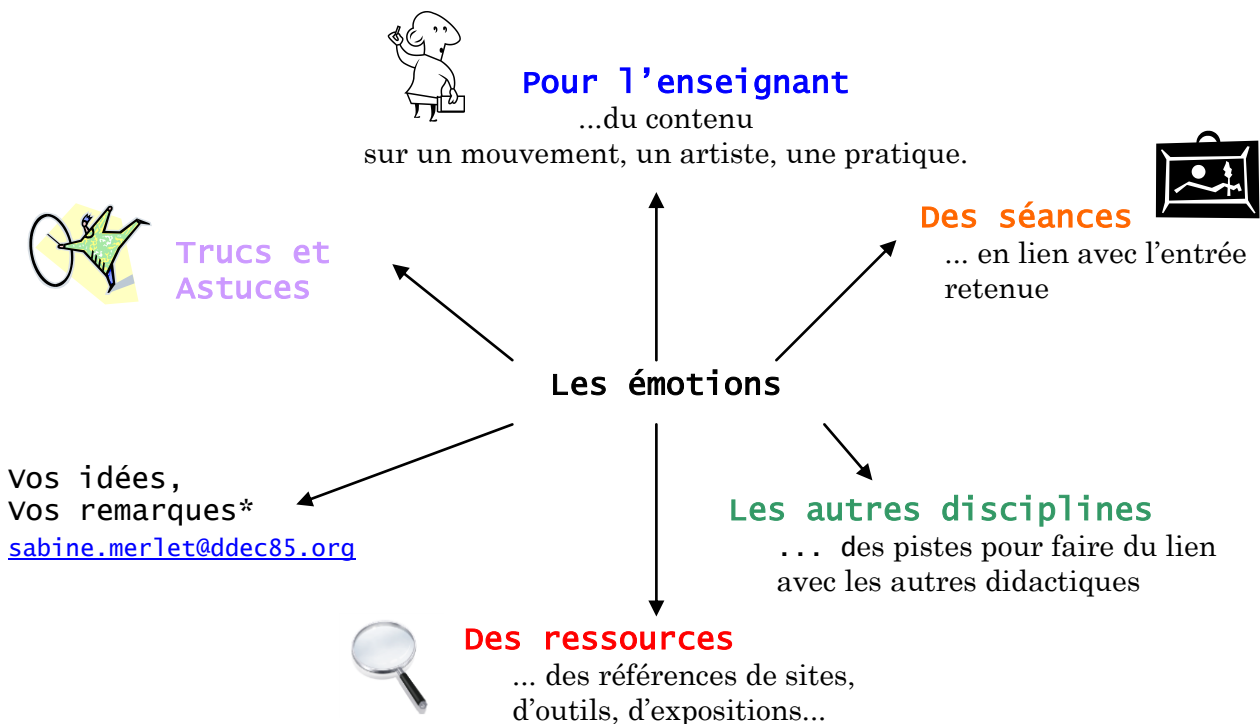 Pour l'enseignant
...du contenu
sur un mouvement, un artiste, une pratique.
Des séances
... en lien avec l'entrée
retenue
Trucs et
Astuces
Les émotions
Vos idées,
Vos remarques*
sabine.merlet@ddec85.org
Les autres disciplines
... des pistes pour faire du lien
avec les autres didactiques
Des ressources
... des références de sites,
d'outils, d'expositions...